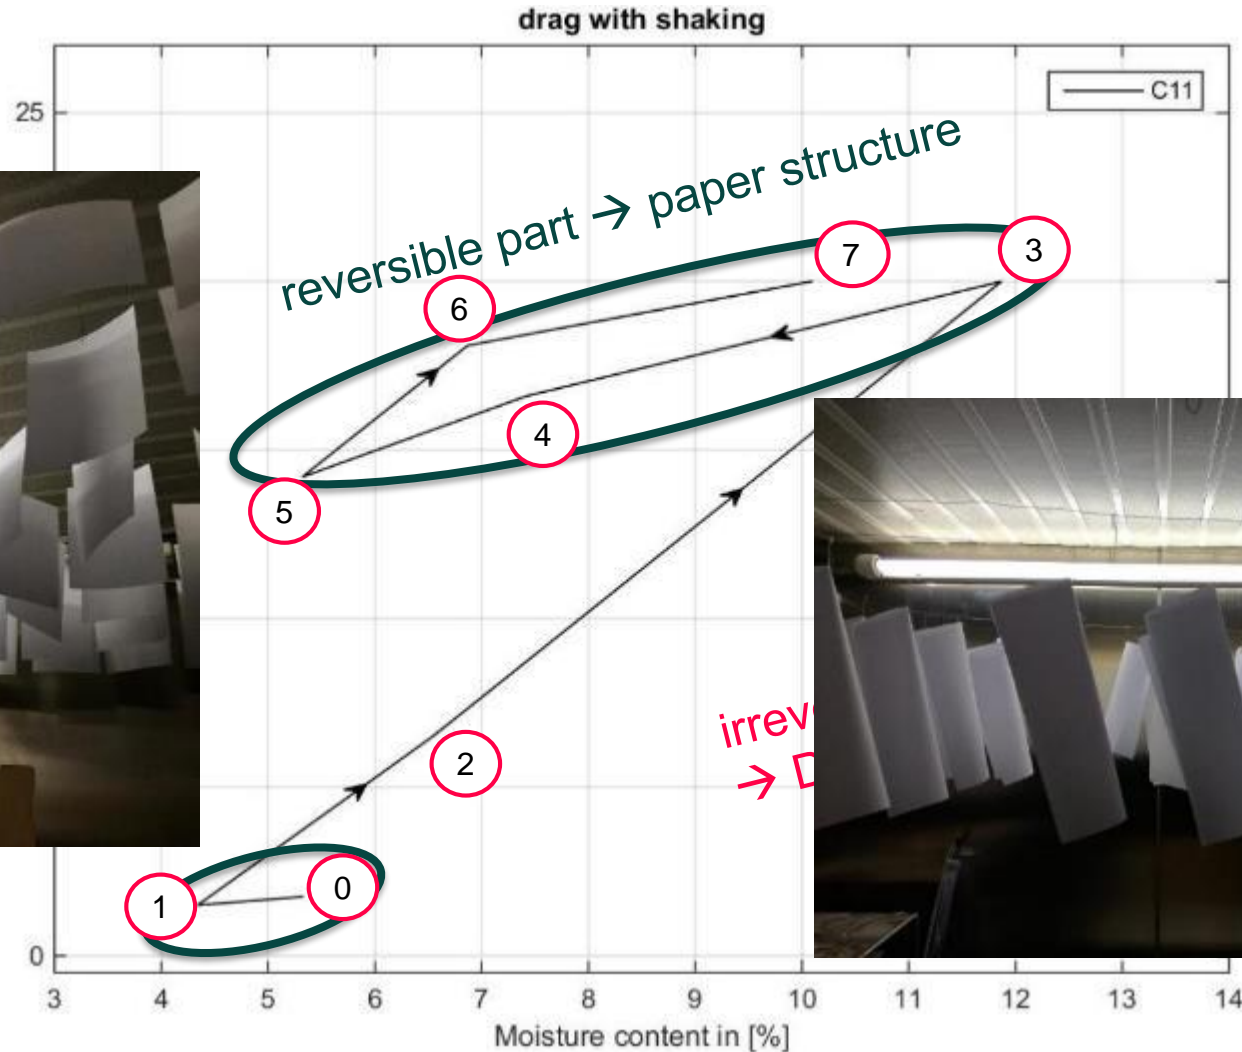 drag with shaking
C11
25
reversible part → paper structure
7
3
6
4
5
2
→
0
1
0
3 4 5 6 7 8 9 10 11 12 13 14
Moisture content in [%]